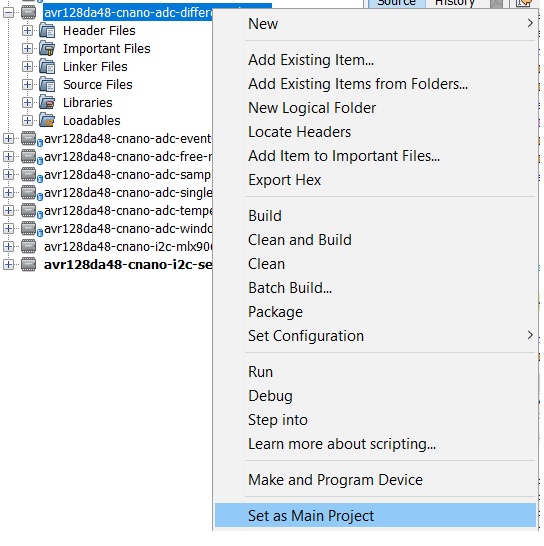 avr128da48-cnano-adc-differ
Source
History
Header Files
Important Files
Linker Files
Source Files
Libraries
Loadables
avr128da48-cnano-adc-event
avr128da48-cnano-adc-free-r
avr128da48-cnano-adc-samp
avr128da48-cnano-adc-single
avr128da48-cnano-adc-tempe
avr128da48-cnano-adc-windo
avr128da48-cnano-i2c-mlx90
avr128da48-cnano-i2c-se
New
Add Existing Item...
Add Existing Items from Folders...
New Logical Folder
Locate Headers
Add Item to Important Files...
Export Hex
Build
Clean and Build
Clean
Batch Build...
Package
Set Configuration
Run
Debug
Step into
Learn more about scripting...
Make and Program Device
Set as Main Project